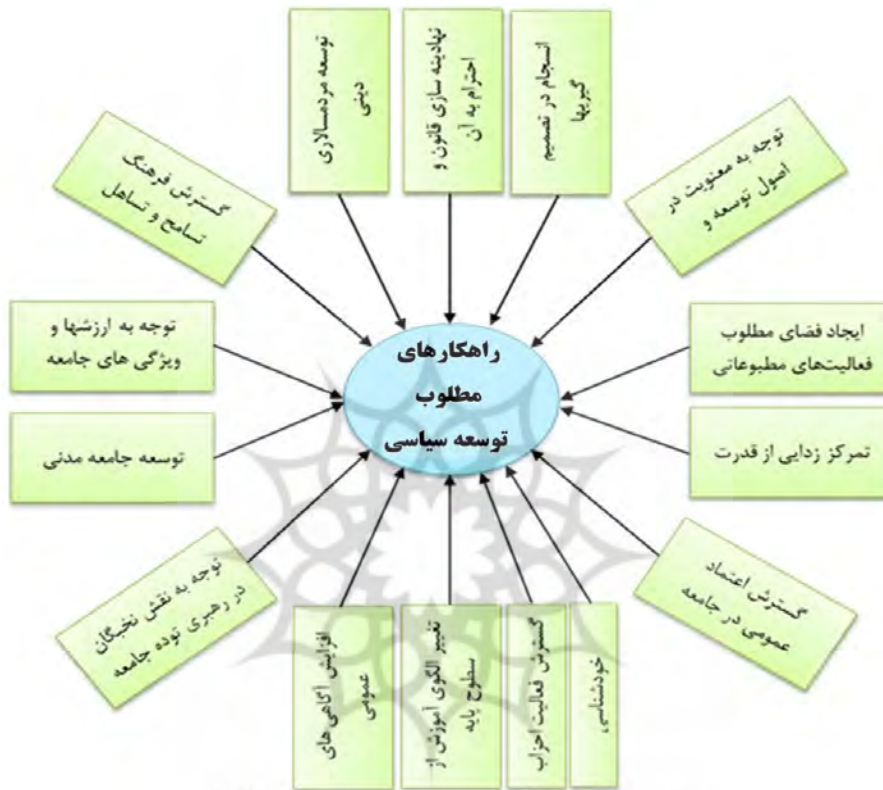 توسعه مردمسالاری
دینی
نهادینه سازی قانون و
احترام به آن
انسجام در تصمیم
گیریها
توجه به معنویت در
اصول توسعه و
گسترش فرهنگ
تسامح و تساهل
ایجاد فضای مطلوب
فعالیت‌های مطبوعاتی
توجه به ارزشها و
ویژگی های جامعه
راهکارهای
مطلوب
توسعه سیاسی
تمرکز زدایی از قدرت
توسعه جامعه مدنی
گسترش اعتماد
عمومی در جامعه
توجه به نقش نخبگان
در رهبری توده جامعه
افزایش آگاهی های
عمومی
تغییر الگوی آموزش از
سطوح پایه
گسترش فعالیت احزاب
خودشناسی